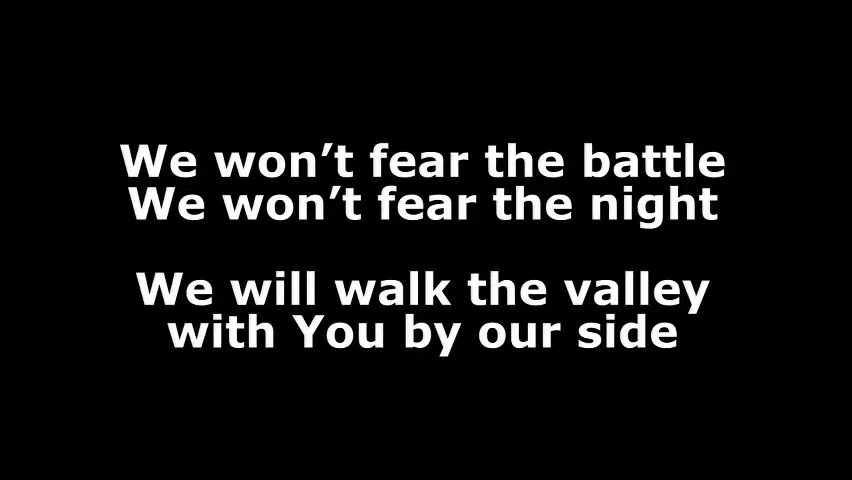 We won’t fear the battle
We won’t fear the night
We will walk the valley
with You by our side